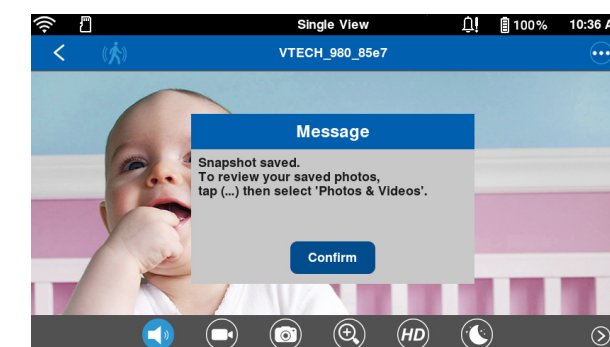 Single View
100%
10:36 A
VTECH_980_85e7
Message
Snapshot saved.
To review your saved photos,
tap (...) then select 'Photos & Videos'.
Confirm
HD